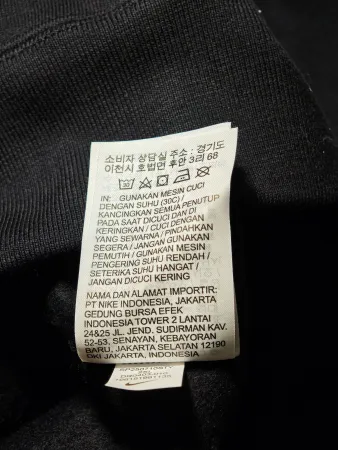 소비자 상담실 주소 : 경기도
이천시 호법면 후안 3리 68
30
IN: GUNAKAN MESIN CUCI
DENGAN SUHU (30C) /
KANCINGKAN SEMUA PENUTUP
PADA SAAT DICUCI DAN DI
KERINGKAN / CUCI DENGAN
YANG SEWARNA / PINDAHKAN
SEGERA / JANGAN GUNAKAN
PEMUTIH / GUNAKAN MESIN
PENGERING SUHU RENDAH /
SETERIKA SUHU HANGAT /
JANGAN DICUCI KERING
NAMA DAN ALAMAT IMPORTIR:
PT NIKE INDONESIA, JAKARTA
GEDUNG BURSA EFEK
INDONESIA TOWER 2 LANTAI
24&25 JL. JEND. SUDIRMAN KAV.
52-53, SENAYAN, KEBAYORAN
BARU, JAKARTA SELATAN 12190
DKI JAKARTA, INDONESIA